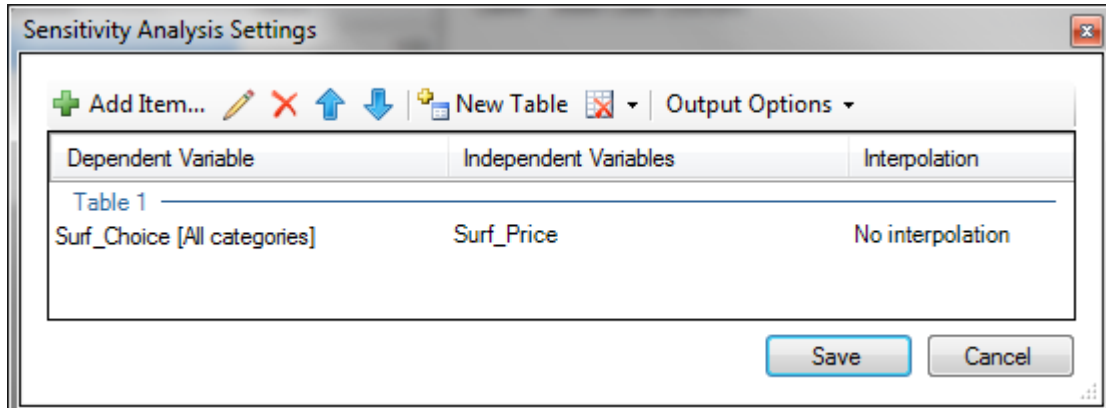 Sensitivity Analysis Settings
Add Item... New Table Output Options
Dependent Variable Independent Variables Interpolation
Table 1
Surf_Choice [All categories] Surf_Price No interpolation
Save Cancel